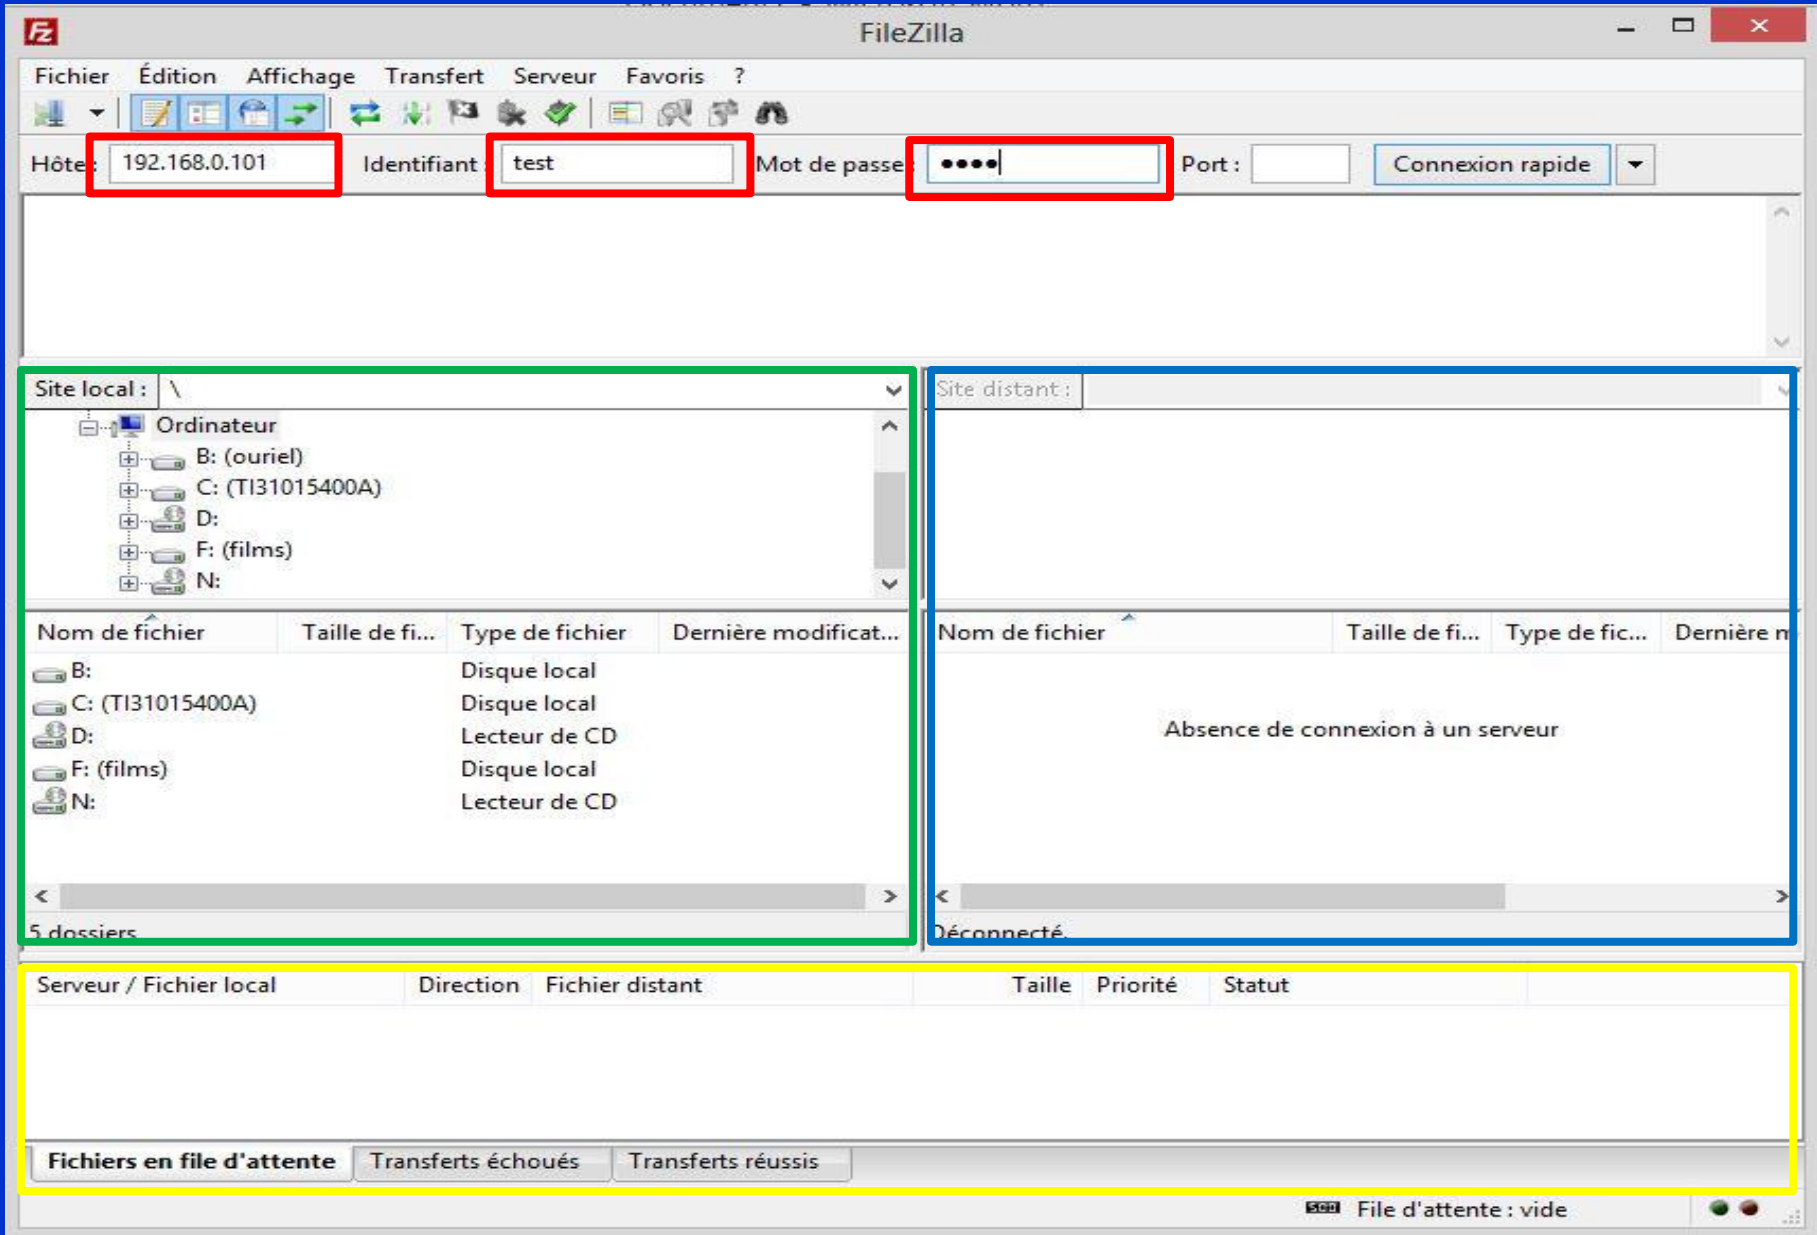 FileZilla
Fichier Édition Affichage Transfert Serveur Favoris ?
Hôte : 192.168.0.101 Identifiant : test Mot de passe : ●●●● Port : Connexion rapide
Site local : \ Site distant :
Ordinateur
B: (ouriel)
C: (TI31015400A)
D:
F: (films)
N:
Nom de fichier Taille de fi... Type de fichier Dernière modificat... Nom de fichier Taille de fi... Type de fic... Dernière m
B: Disque local
C: (TI31015400A) Disque local
Absence de connexion à un serveur
D: Lecteur de CD
F: (films) Disque local
N: Lecteur de CD
5 dossiers Déconnecté.
Serveur / Fichier local Direction Fichier distant Taille Priorité Statut
Fichiers en file d'attente Transferts échoués Transferts réussis
File d'attente : vide